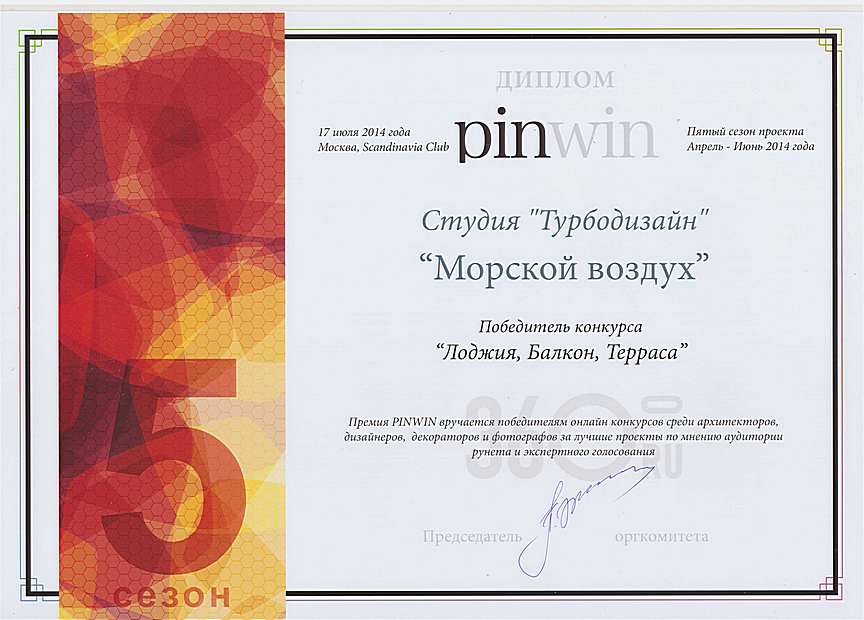 ДИПЛОМ
17 июля 2014 года
Москва, Scandinavia Club
pinwin
Пятый сезон проекта
Апрель - Июнь 2014 года
Студия "Турбодизайн"
“Морской воздух”
Победитель конкурса
“Лоджия, Балкон, Терраса”
360
RU
Премия PINWIN вручается победителям онлайн конкурсов среди архитекторов,
дизайнеров, декораторов и фотографов за лучшие проекты по мнению аудитории
рунета и экспертного голосования
Председатель оргкомитета
5
сезон